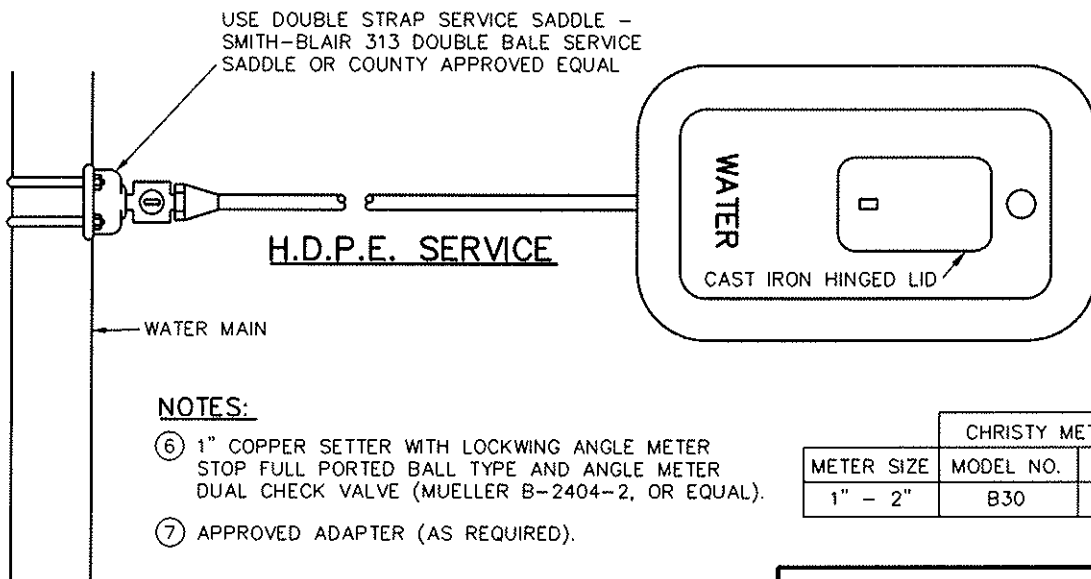 USE DOUBLE STRAP SERVICE SADDLE –
SMITH–BLAIR 313 DOUBLE BALE SERVICE
SADDLE OR COUNTY APPROVED EQUAL
WATER
H.D.P.E. SERVICE
CAST IRON HINGED LID
WATER MAIN
NOTES:
6 1" COPPER SETTER WITH LOCKWING ANGLE METER
STOP FULL PORTED BALL TYPE AND ANGLE METER
DUAL CHECK VALVE (MUELLER B–2404–2, OR EQUAL).
7 APPROVED ADAPTER (AS REQUIRED).
CHRISTY MET
METER SIZE MODEL NO.
1" – 2" B30